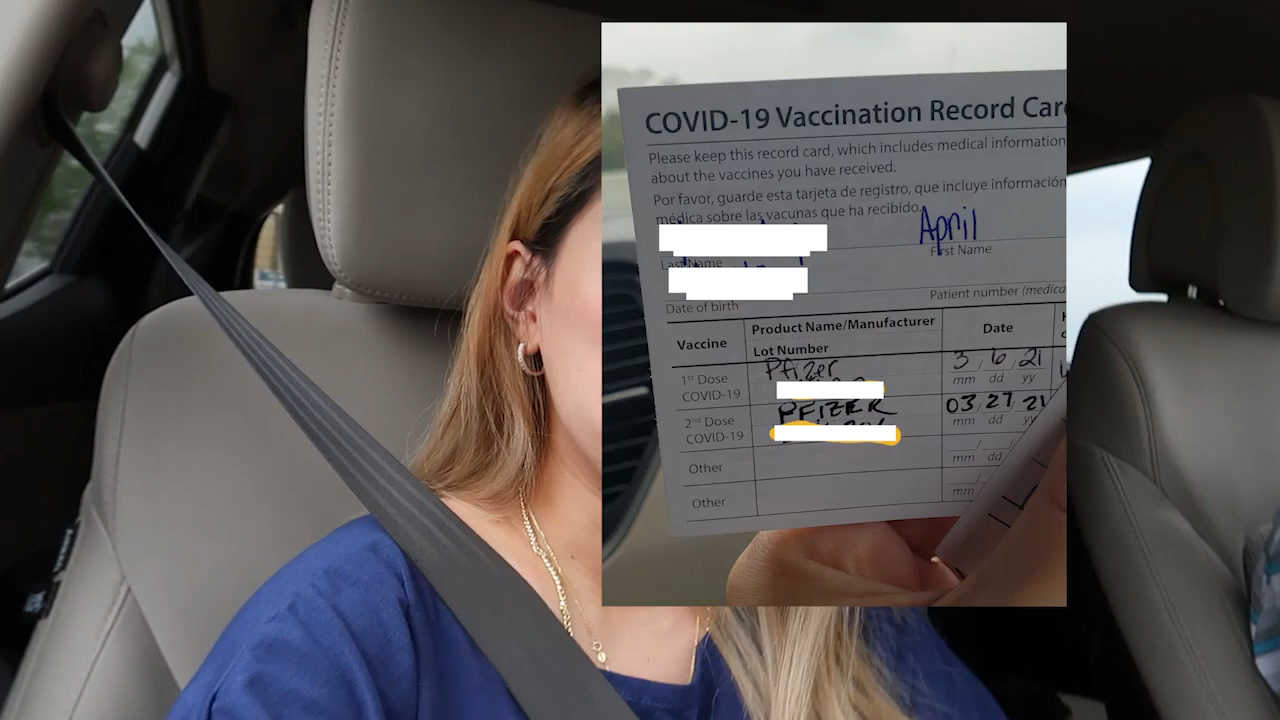 COVID-19 Vaccination Record Card
Please keep this record card, which includes medical information
about the vaccines you have received.
Por favor, guarde esta tarjeta de registro, que incluye información
médica sobre las vacunas que ha recibido.
April
Last Name First Name
Date of birth Patient number (medica
Vaccine Product Name/Manufacturer Date
Lot Number
1st Dose COVID-19 Pfizer 3/6/21
mm dd yy
2nd Dose COVID-19 PFIZER 03/27/21
mm dd yy
Other
mm dd
Other
mm